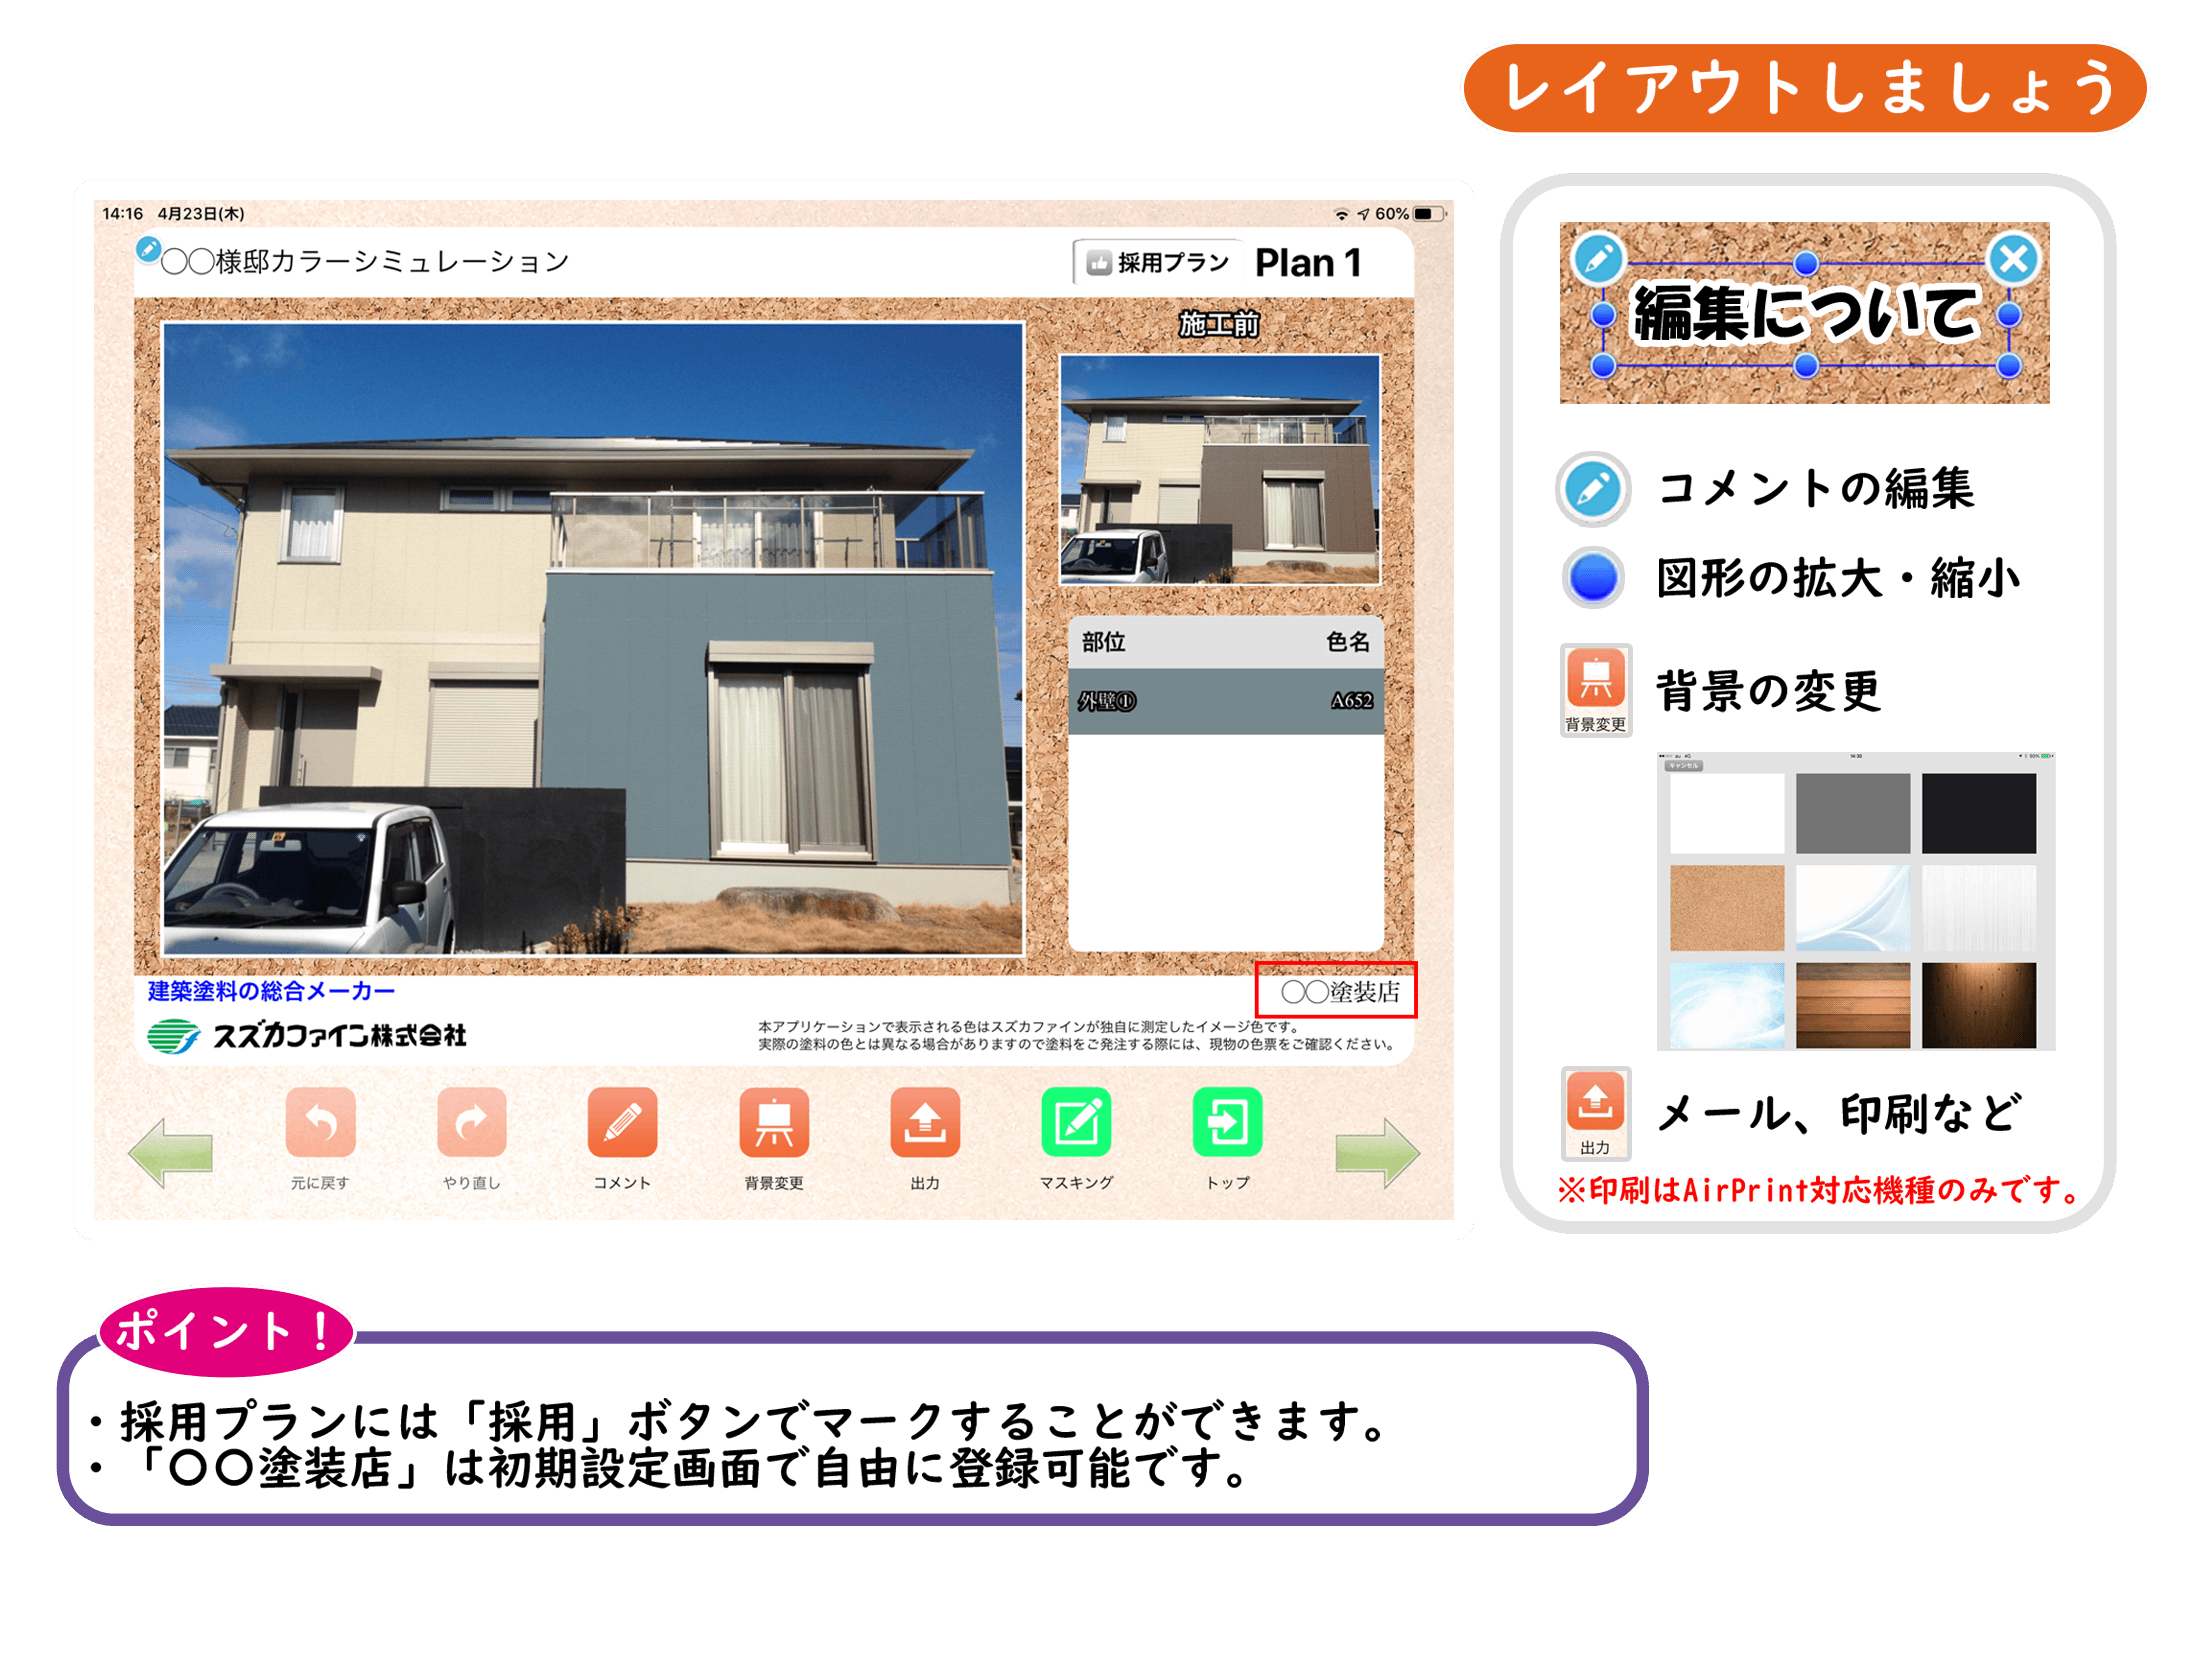 レイアウトしましょう
14:16 4月23日(木)
60%
〇〇様邸カラーシミュレーション
採用プラン
Plan 1
施工前
部位 色名
外壁① A652
〇〇塗装店
建築塗料の総合メーカー
スズカファイン株式会社
本アプリケーションで表示される色はスズカファインが独自に測定したイメージ色です。
実際の塗料の色とは異なる場合がありますので塗料をご発注する際には、現物の色票をご確認ください。
元に戻す
やり直し
コメント
背景変更
出力
マスキング
トップ
編集について
コメントの編集
図形の拡大・縮小
背景変更
背景の変更
キャンセル
出力
メール、印刷など
※印刷はAirPrint対応機種のみです。
ポイント！
・採用プランには「採用」ボタンでマークすることができます。
・「〇〇塗装店」は初期設定画面で自由に登録可能です。